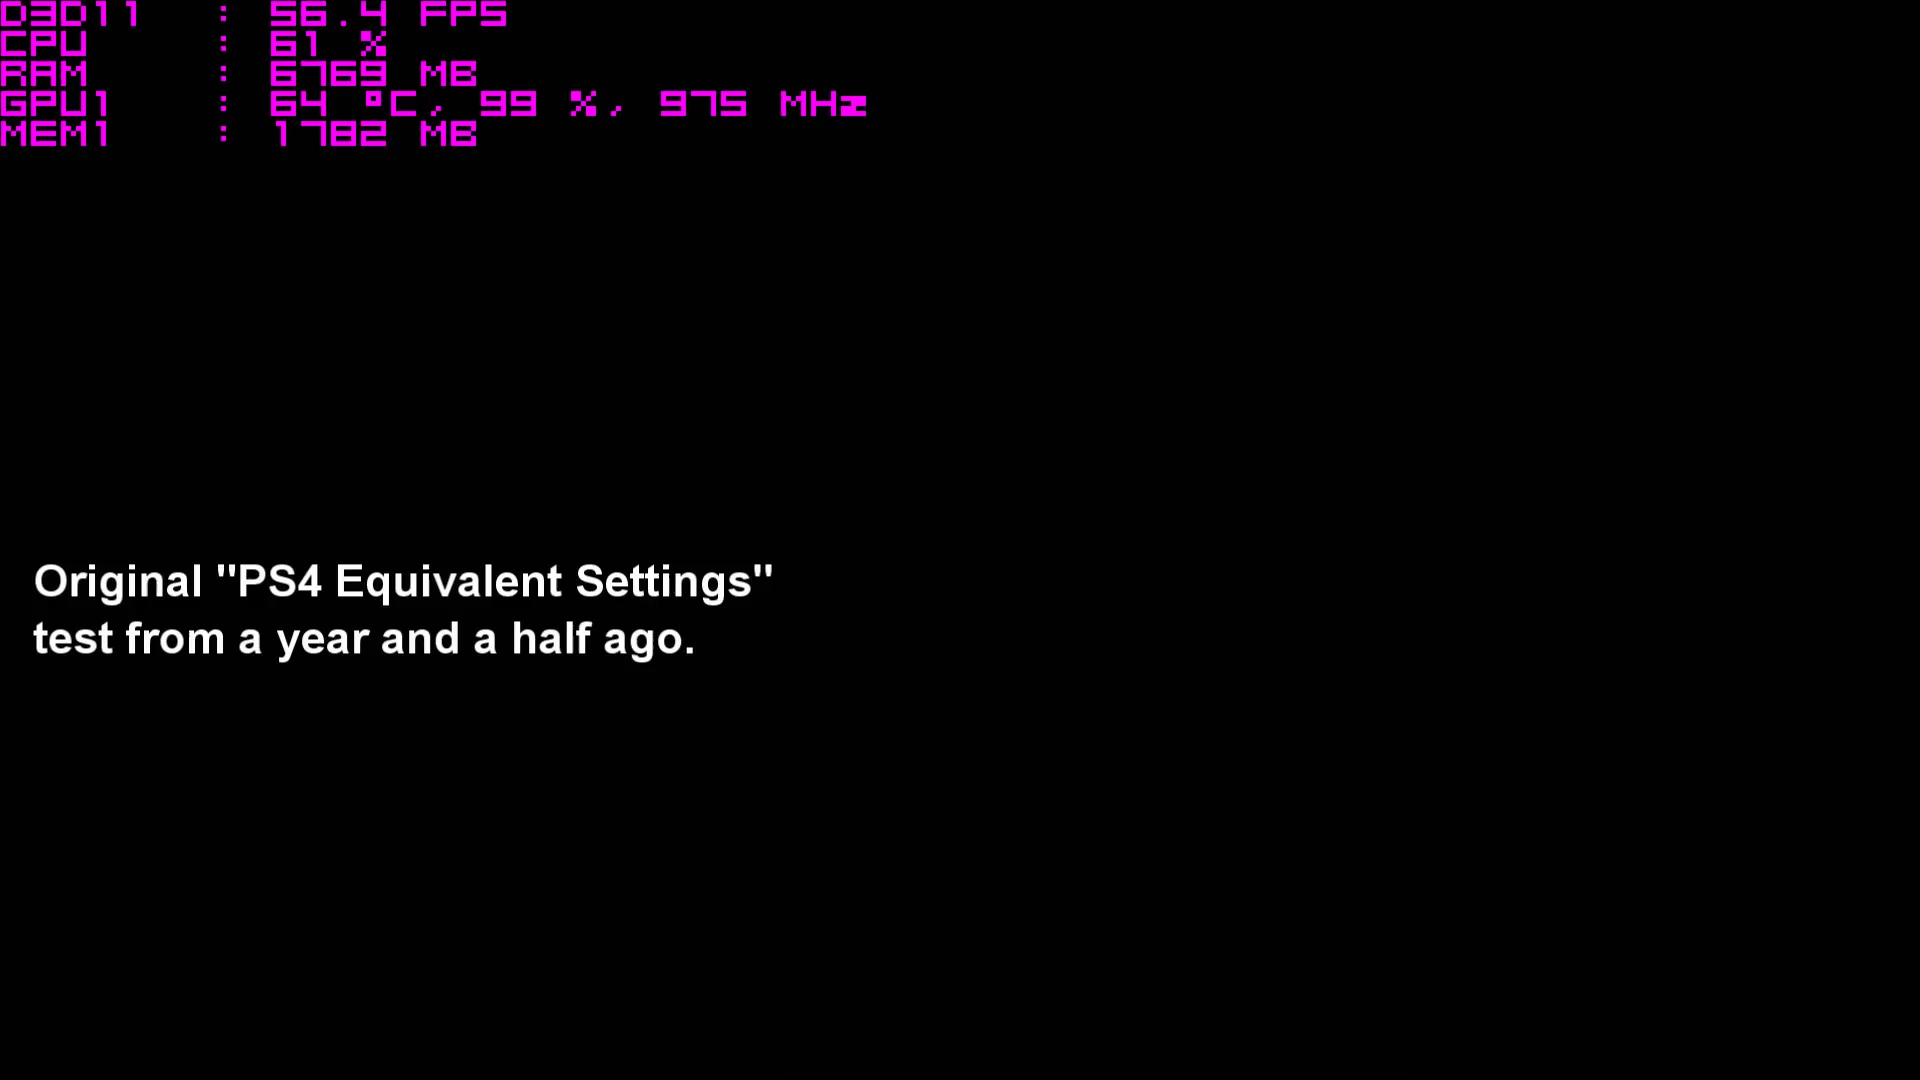 D3D11 : 56.4 FPS
CPU : 61 %
RAM : 6769 MB
GPU1 : 64 °C, 99 %, 975 MHz
MEM1 : 1782 MB
Original "PS4 Equivalent Settings"
test from a year and a half ago.